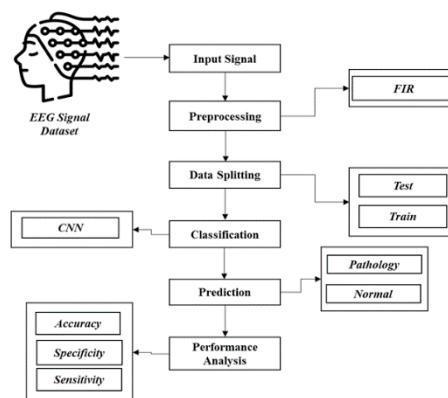 Input Signal
EEG Signal
Dataset
Preprocessing
FIR
Data Splitting
Test
Train
CNN
Classification
Pathology
Prediction
Normal
Accuracy
Performance
Analysis
Specificity
Sensitivity